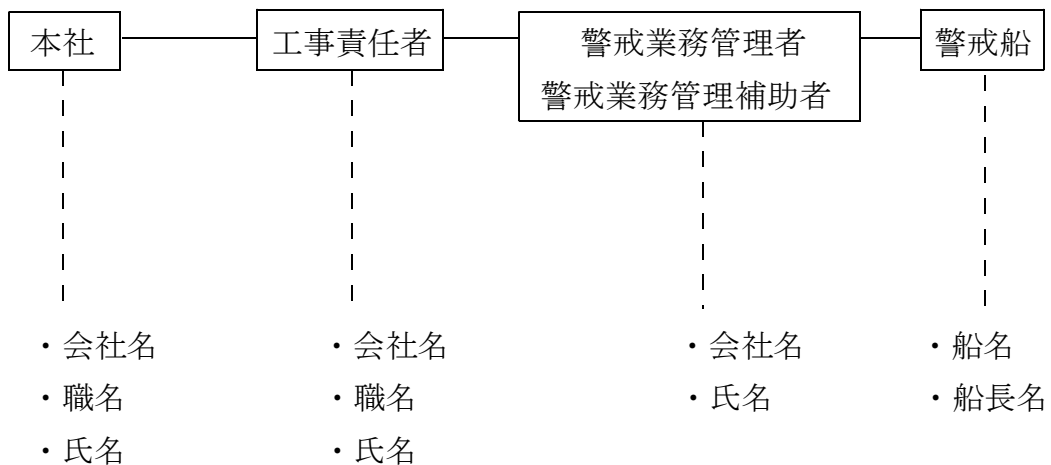 本社
工事責任者
警戒業務管理者
警戒業務管理補助者
警戒船
・会社名
・職名
・氏名
・会社名
・職名
・氏名
・会社名
・氏名
・船名
・船長名